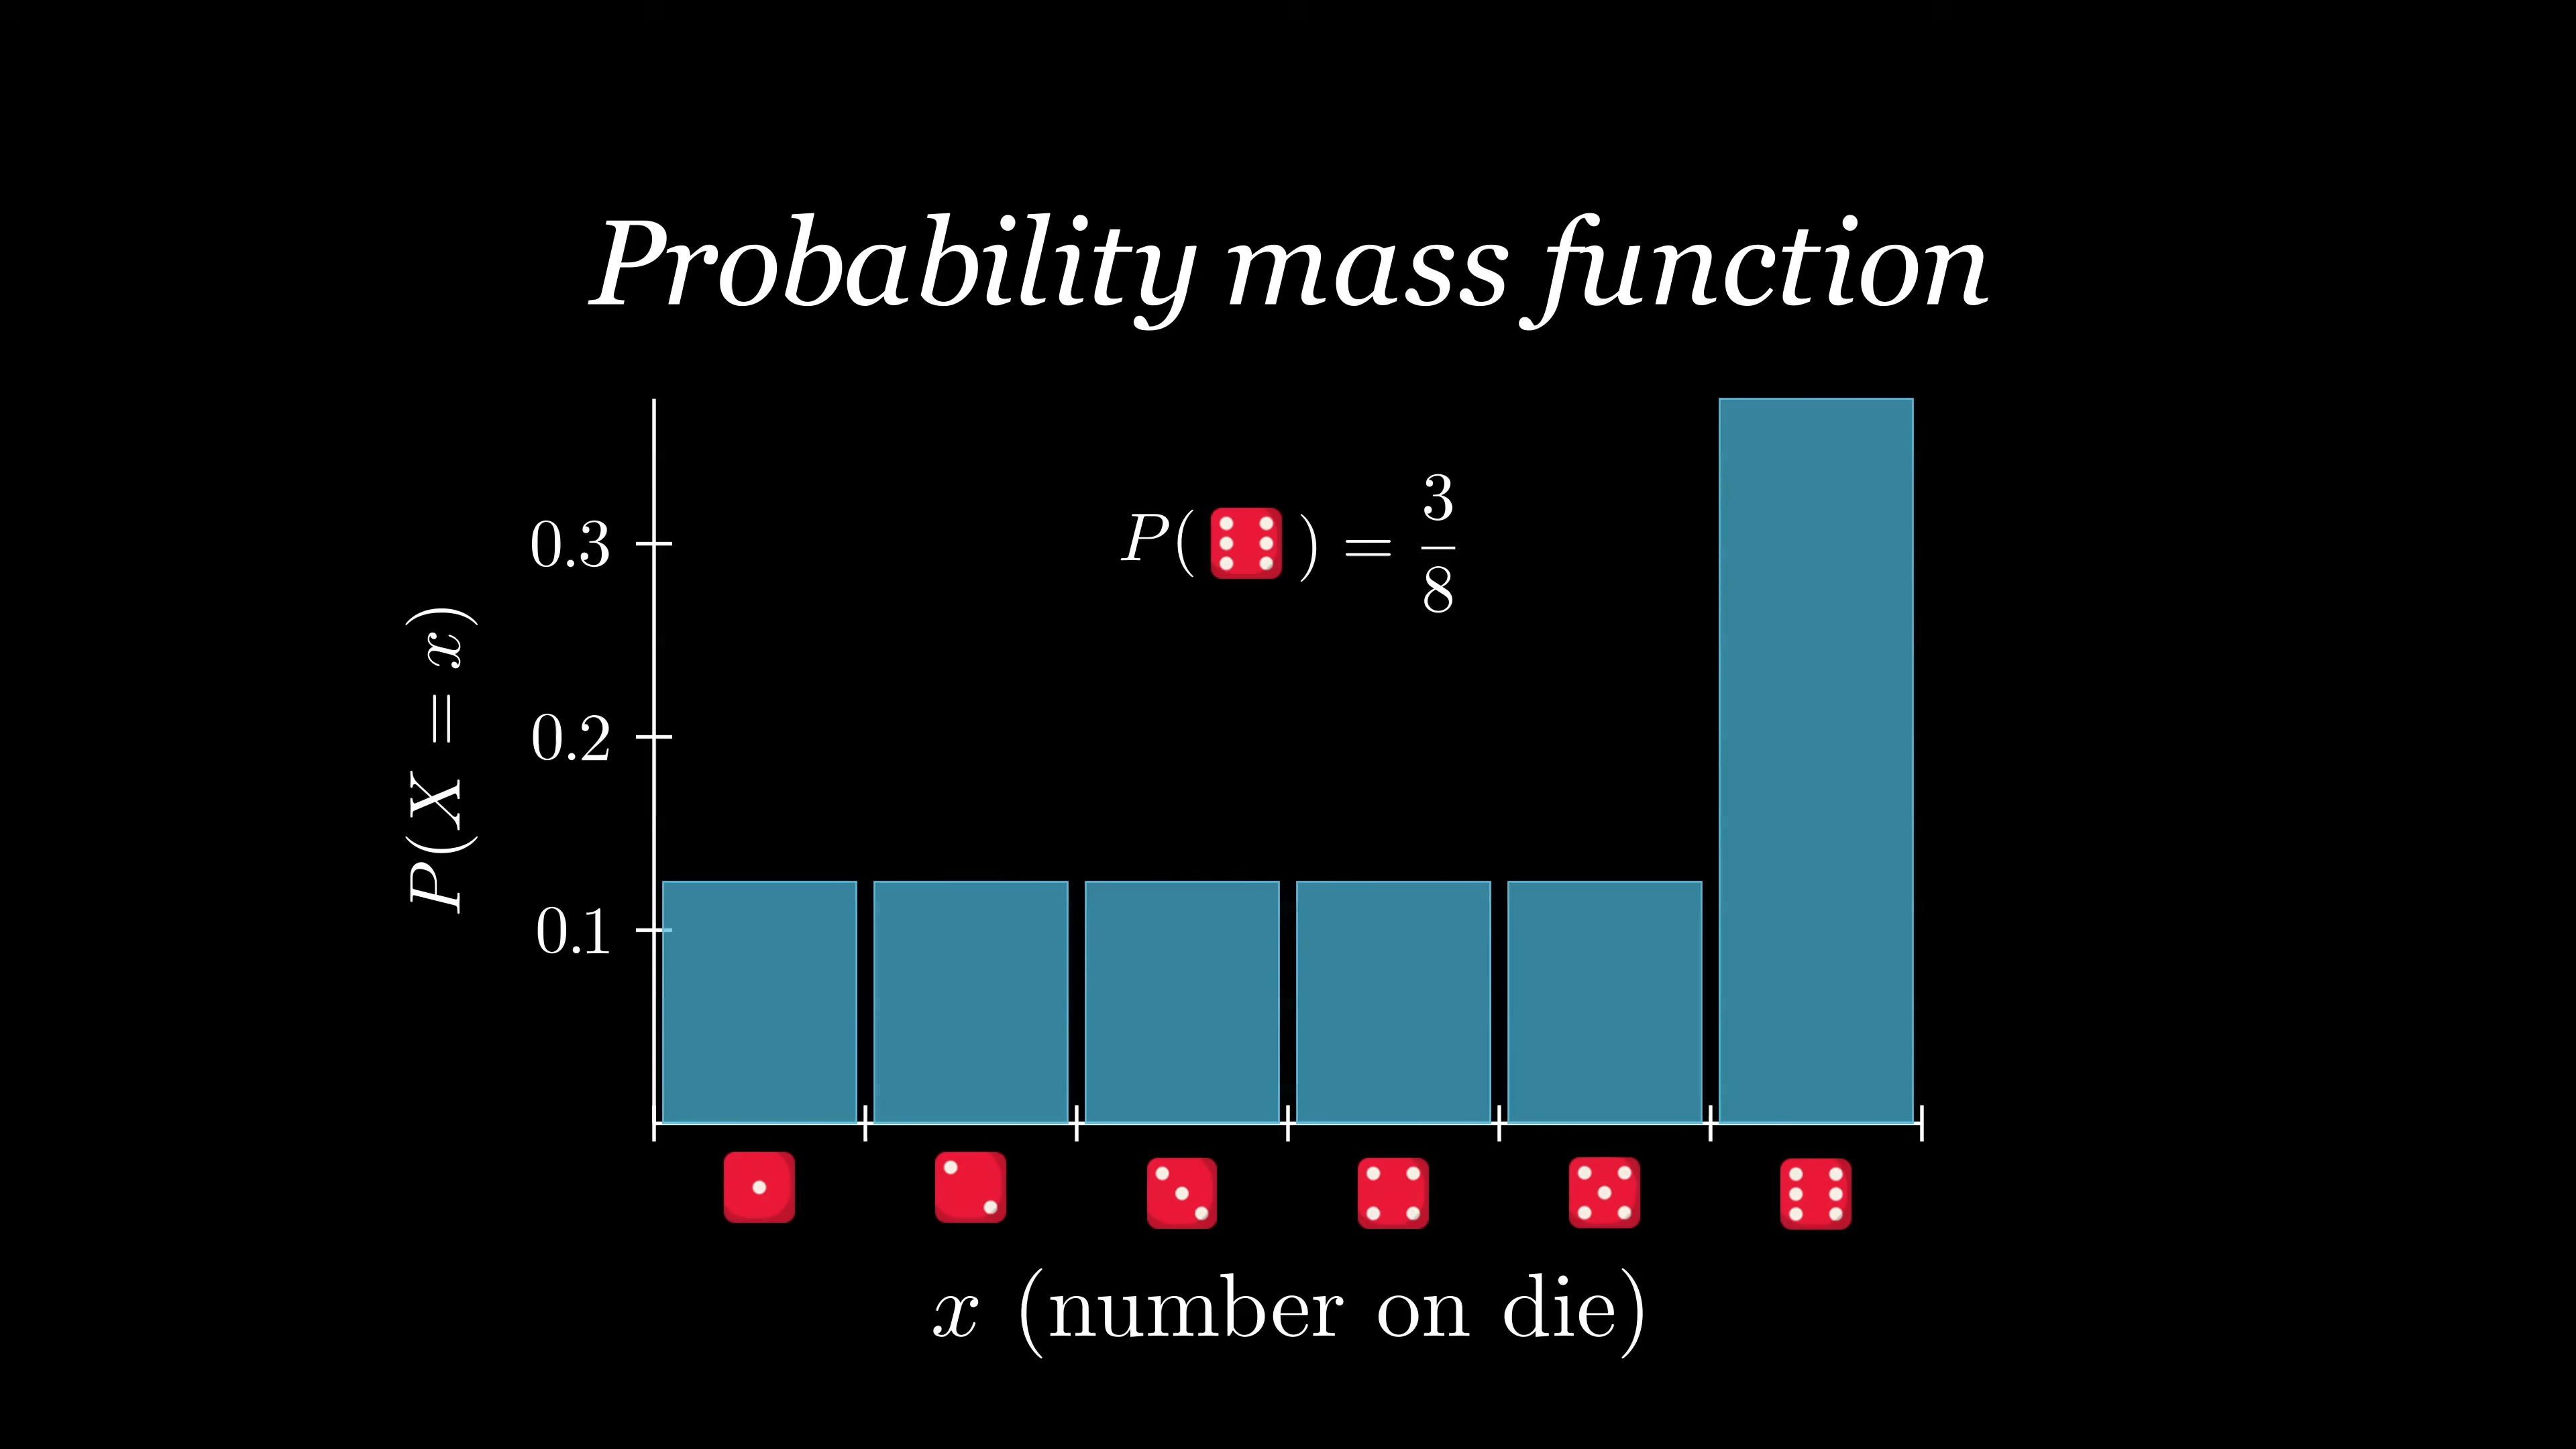 Probability mass function
P( ) = 3/8
0.3
0.2
0.1
P(X = x)
x (number on die)